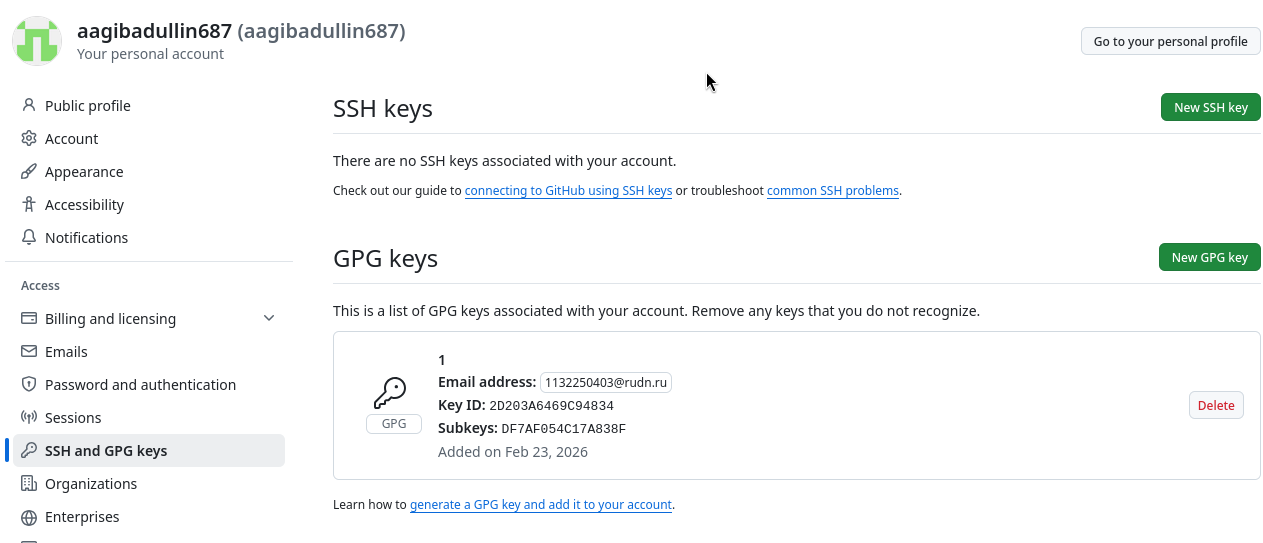 aagibadullin687 (aagibadullin687)
Your personal account
Go to your personal profile
Public profile
Account
Appearance
Accessibility
Notifications
Access
Billing and licensing
Emails
Password and authentication
Sessions
SSH and GPG keys
Organizations
Enterprises
SSH keys
New SSH key
There are no SSH keys associated with your account.
Check out our guide to connecting to GitHub using SSH keys or troubleshoot common SSH problems.
GPG keys
New GPG key
This is a list of GPG keys associated with your account. Remove any keys that you do not recognize.
GPG
1
Email address: 1132250403@rudn.ru
Key ID: 2D203A6469C94834
Subkeys: DF7AF054C17A838F
Added on Feb 23, 2026
Delete
Learn how to generate a GPG key and add it to your account.